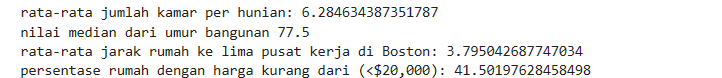 rata-rata jumlah kamar per hunian: 6.284634387351787
nilai median dari umur bangunan 77.5
rata-rata jarak rumah ke lima pusat kerja di Boston: 3.795042687747034
persentase rumah dengan harga kurang dari (<$20,000): 41.50197628458498